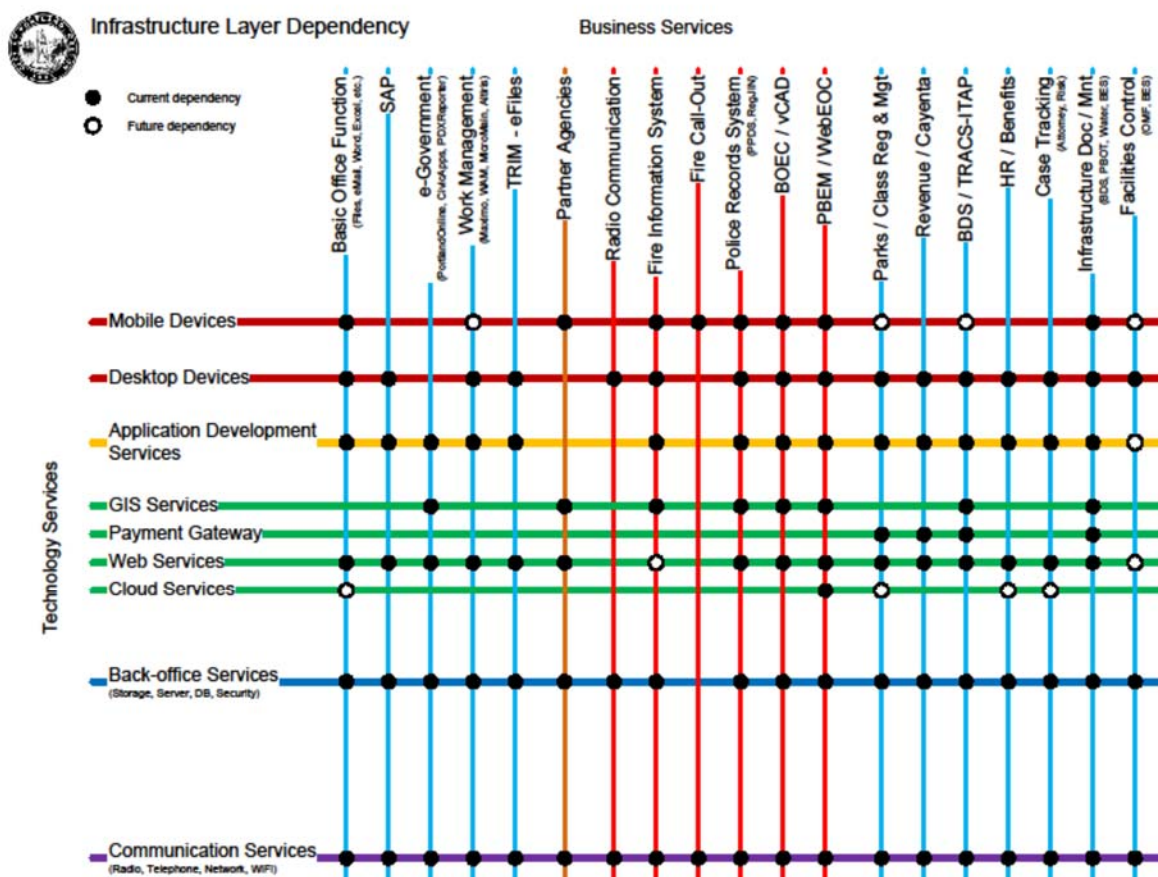 Infrastructure Layer Dependency
Business Services
Current dependency
Future dependency
Basic Office Function
(Files, eMail, Word, Excel, etc.)
SAP
e-Government
(PortlandOnline, CivicApps, PDXReporter)
Work Management
(Maximo, WAM, MicroMain, Altiris)
TRIM - eFiles
Partner Agencies
Radio Communication
Fire Information System
Fire Call-Out
Police Records System
(PPDS, RegJIN)
BOEC / vCAD
PBEM / WebEOC
Parks / Class Reg & Mgt
Revenue / Cayenta
BDS / TRACS-ITAP
HR / Benefits
Case Tracking
(Attorney, Risk)
Infrastructure Doc / Mnt
(BDS, PBOT, Water, BES)
Facilities Control
(OMF, BES)
Technology Services
Mobile Devices
Desktop Devices
Application Development
Services
GIS Services
Payment Gateway
Web Services
Cloud Services
Back-office Services
(Storage, Server, DB, Security)
Communication Services
(Radio, Telephone, Network, WIFI)